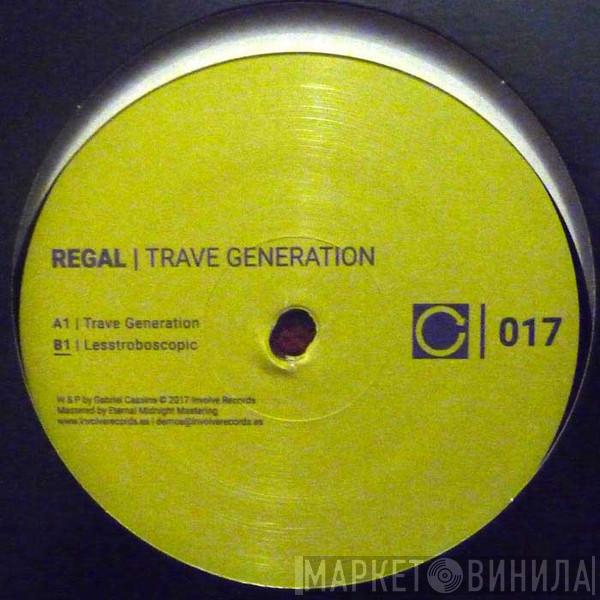 REGAL | TRAVE GENERATION
A1 | Trave Generation
B1 | Lesstroboscopic
| 017
W & P by Gabriel Cassina © 2017 Involve Records
Mastered by Eternal Midnight Mastering
www.involverecords.es | demos@involverecords.es
МАРКЕТ ВИНИЛА